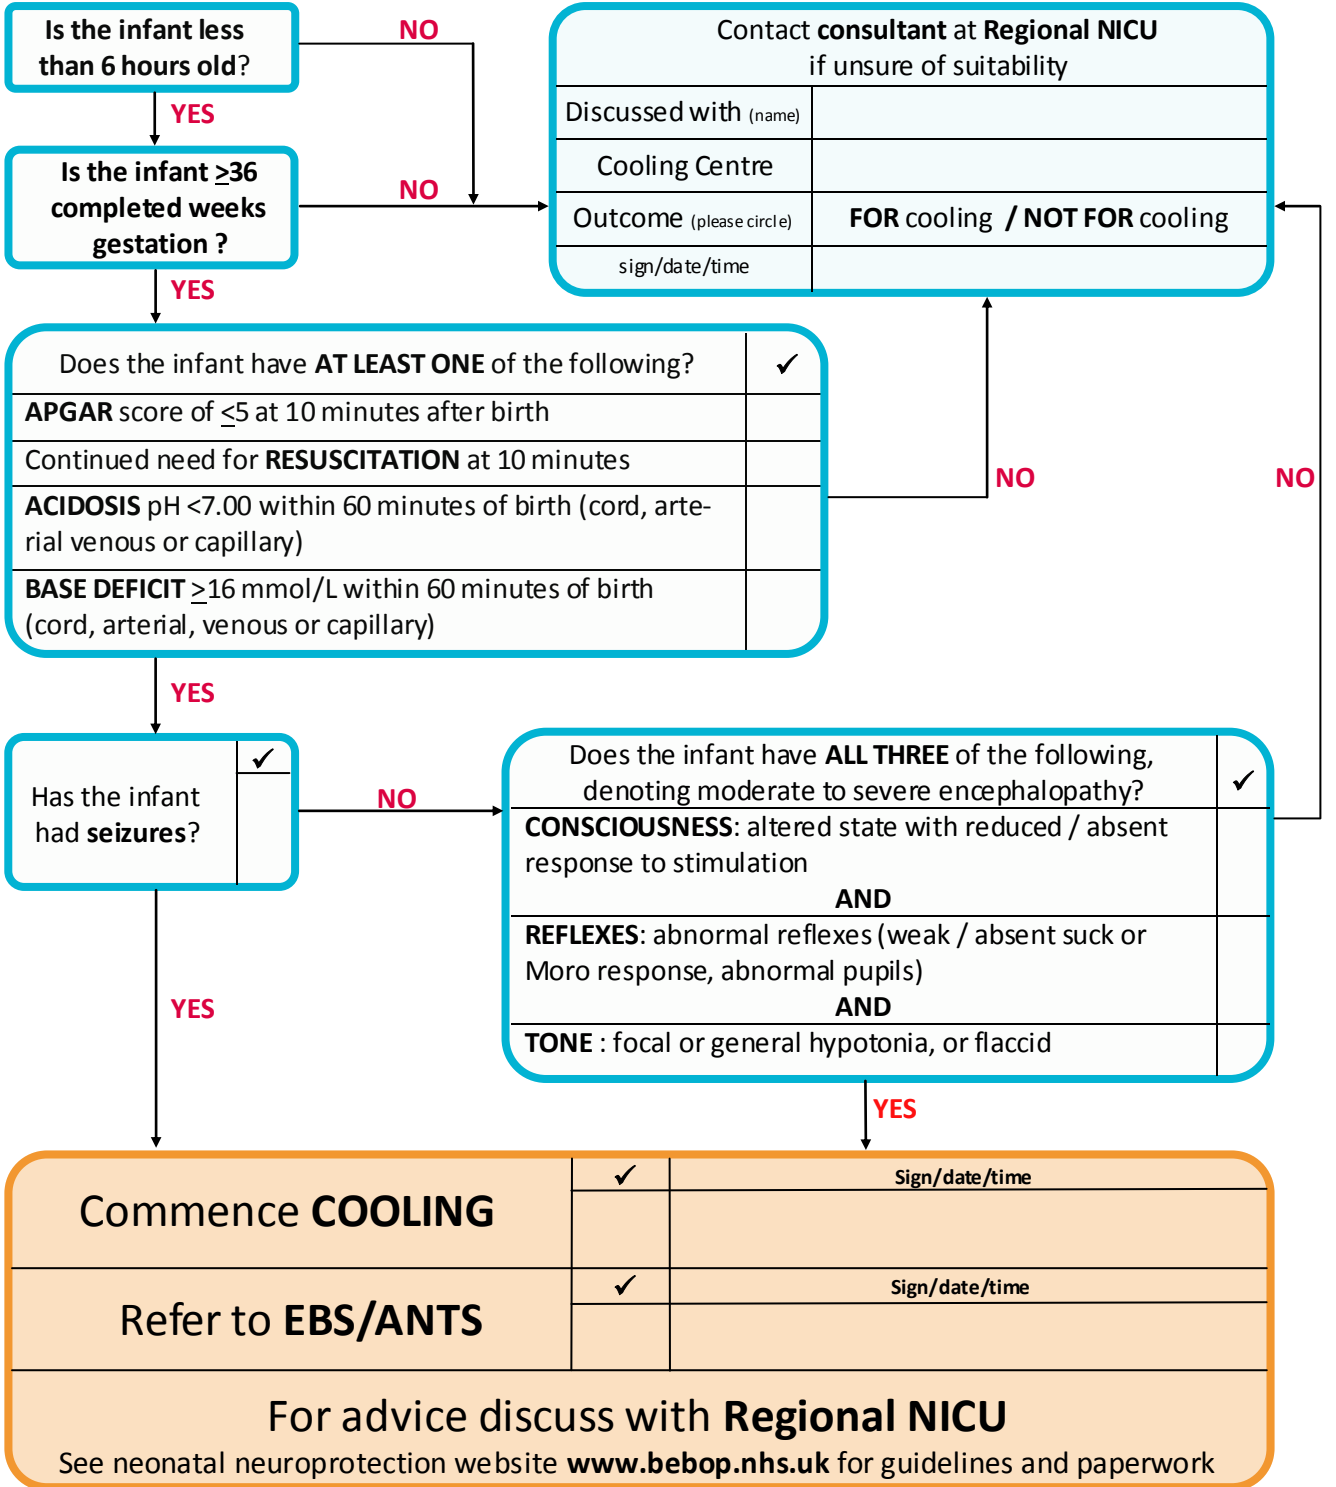 Is the infant less
than 6 hours old?
NO
YES
Contact consultant at Regional NICU
if unsure of suitability
Discussed with (name)
Cooling Centre
Outcome (please circle)
FOR cooling / NOT FOR cooling
sign/date/time
Is the infant ≥36
completed weeks
gestation ?
NO
YES
Does the infant have AT LEAST ONE of the following?
✓
APGAR score of ≤5 at 10 minutes after birth
Continued need for RESUSCITATION at 10 minutes
ACIDOSIS pH <7.00 within 60 minutes of birth (cord, arte-
rial venous or capillary)
BASE DEFICIT ≥16 mmol/L within 60 minutes of birth
(cord, arterial, venous or capillary)
NO
NO
YES
Has the infant
had seizures?
✓
NO
Does the infant have ALL THREE of the following,
denoting moderate to severe encephalopathy?
✓
CONSCIOUSNESS: altered state with reduced / absent
response to stimulation
AND
REFLEXES: abnormal reflexes (weak / absent suck or
Moro response, abnormal pupils)
AND
TONE : focal or general hypotonia, or flaccid
YES
YES
Commence COOLING
✓
Sign/date/time
Refer to EBS/ANTS
✓
Sign/date/time
For advice discuss with Regional NICU
See neonatal neuroprotection website www.bebop.nhs.uk for guidelines and paperwork